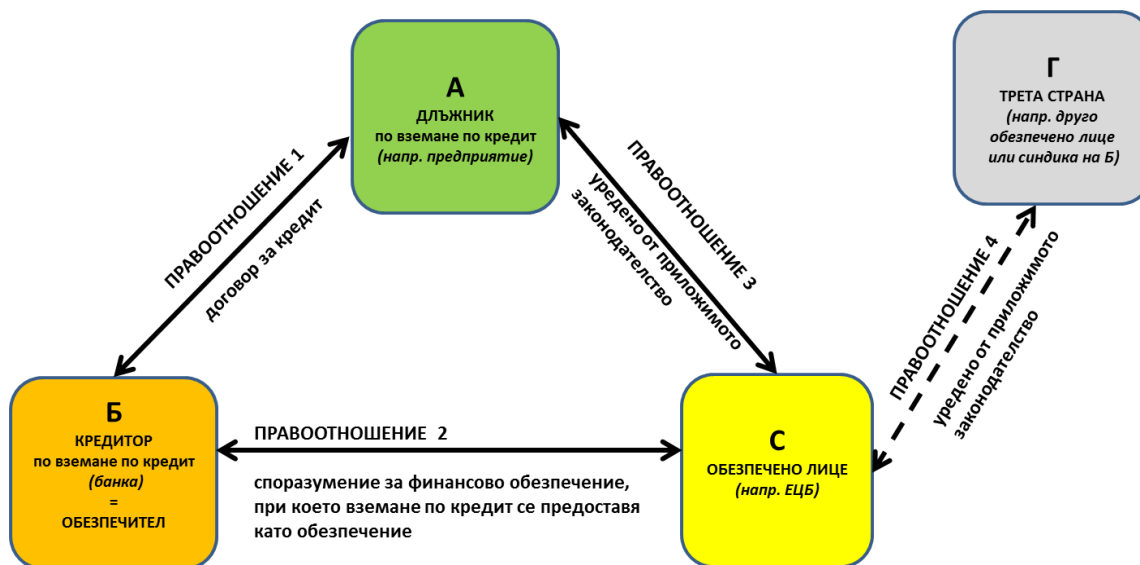 А
ДЛЪЖНИК
по вземане по кредит
(напр. предприятие)
Г
ТРЕТА СТРАНА
(напр. друго
обезпечено лице
или синдика на Б)
ПРАВООТНОШЕНИЕ 1
договор за кредит
ПРАВООТНОШЕНИЕ 3
уредено от приложимото
законодателство
ПРАВООТНОШЕНИЕ 4
уредено от приложимото
законодателство
Б
КРЕДИТОР
по вземане по кредит
(банка)
=
ОБЕЗПЕЧИТЕЛ
ПРАВООТНОШЕНИЕ 2
споразумение за финансово обезпечение,
при което вземане по кредит се предоставя
като обезпечение
С
ОБЕЗПЕЧЕНО ЛИЦЕ
(напр. ЕЦБ)